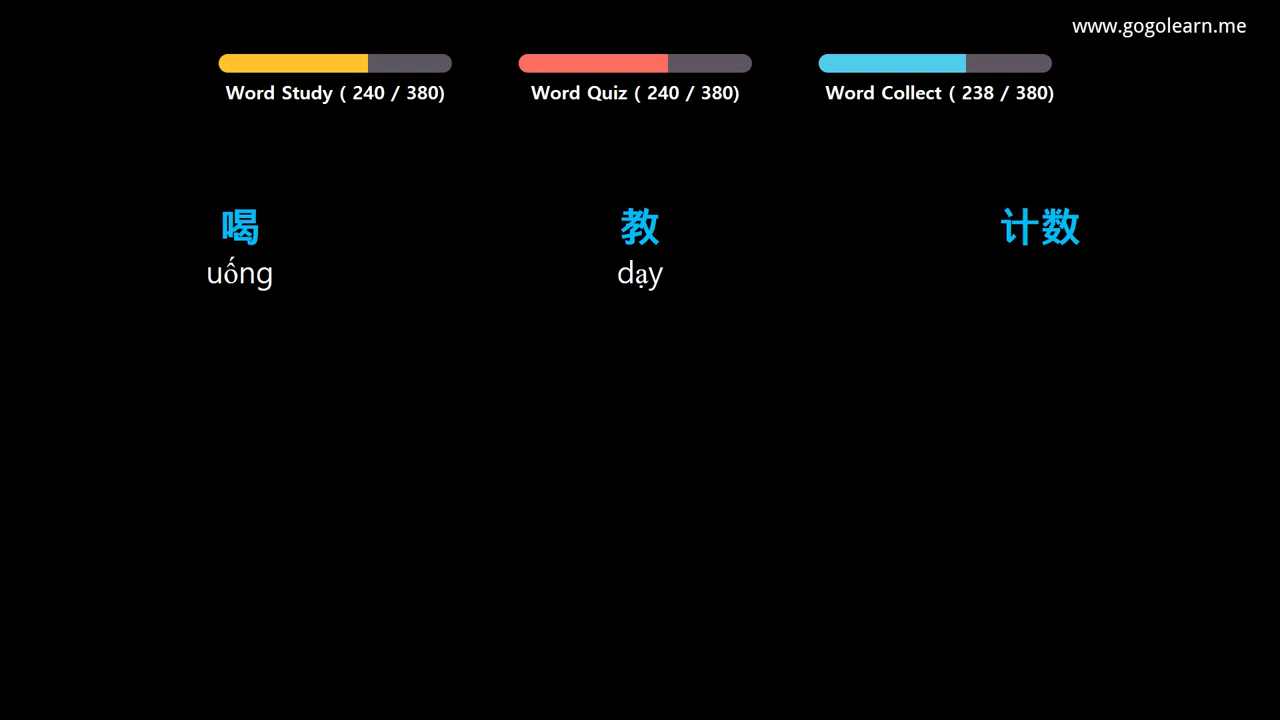 www.gogolearn.me
Word Study ( 240 / 380)
Word Quiz ( 240 / 380)
Word Collect ( 238 / 380)
喝
教
计数
uống
dạy